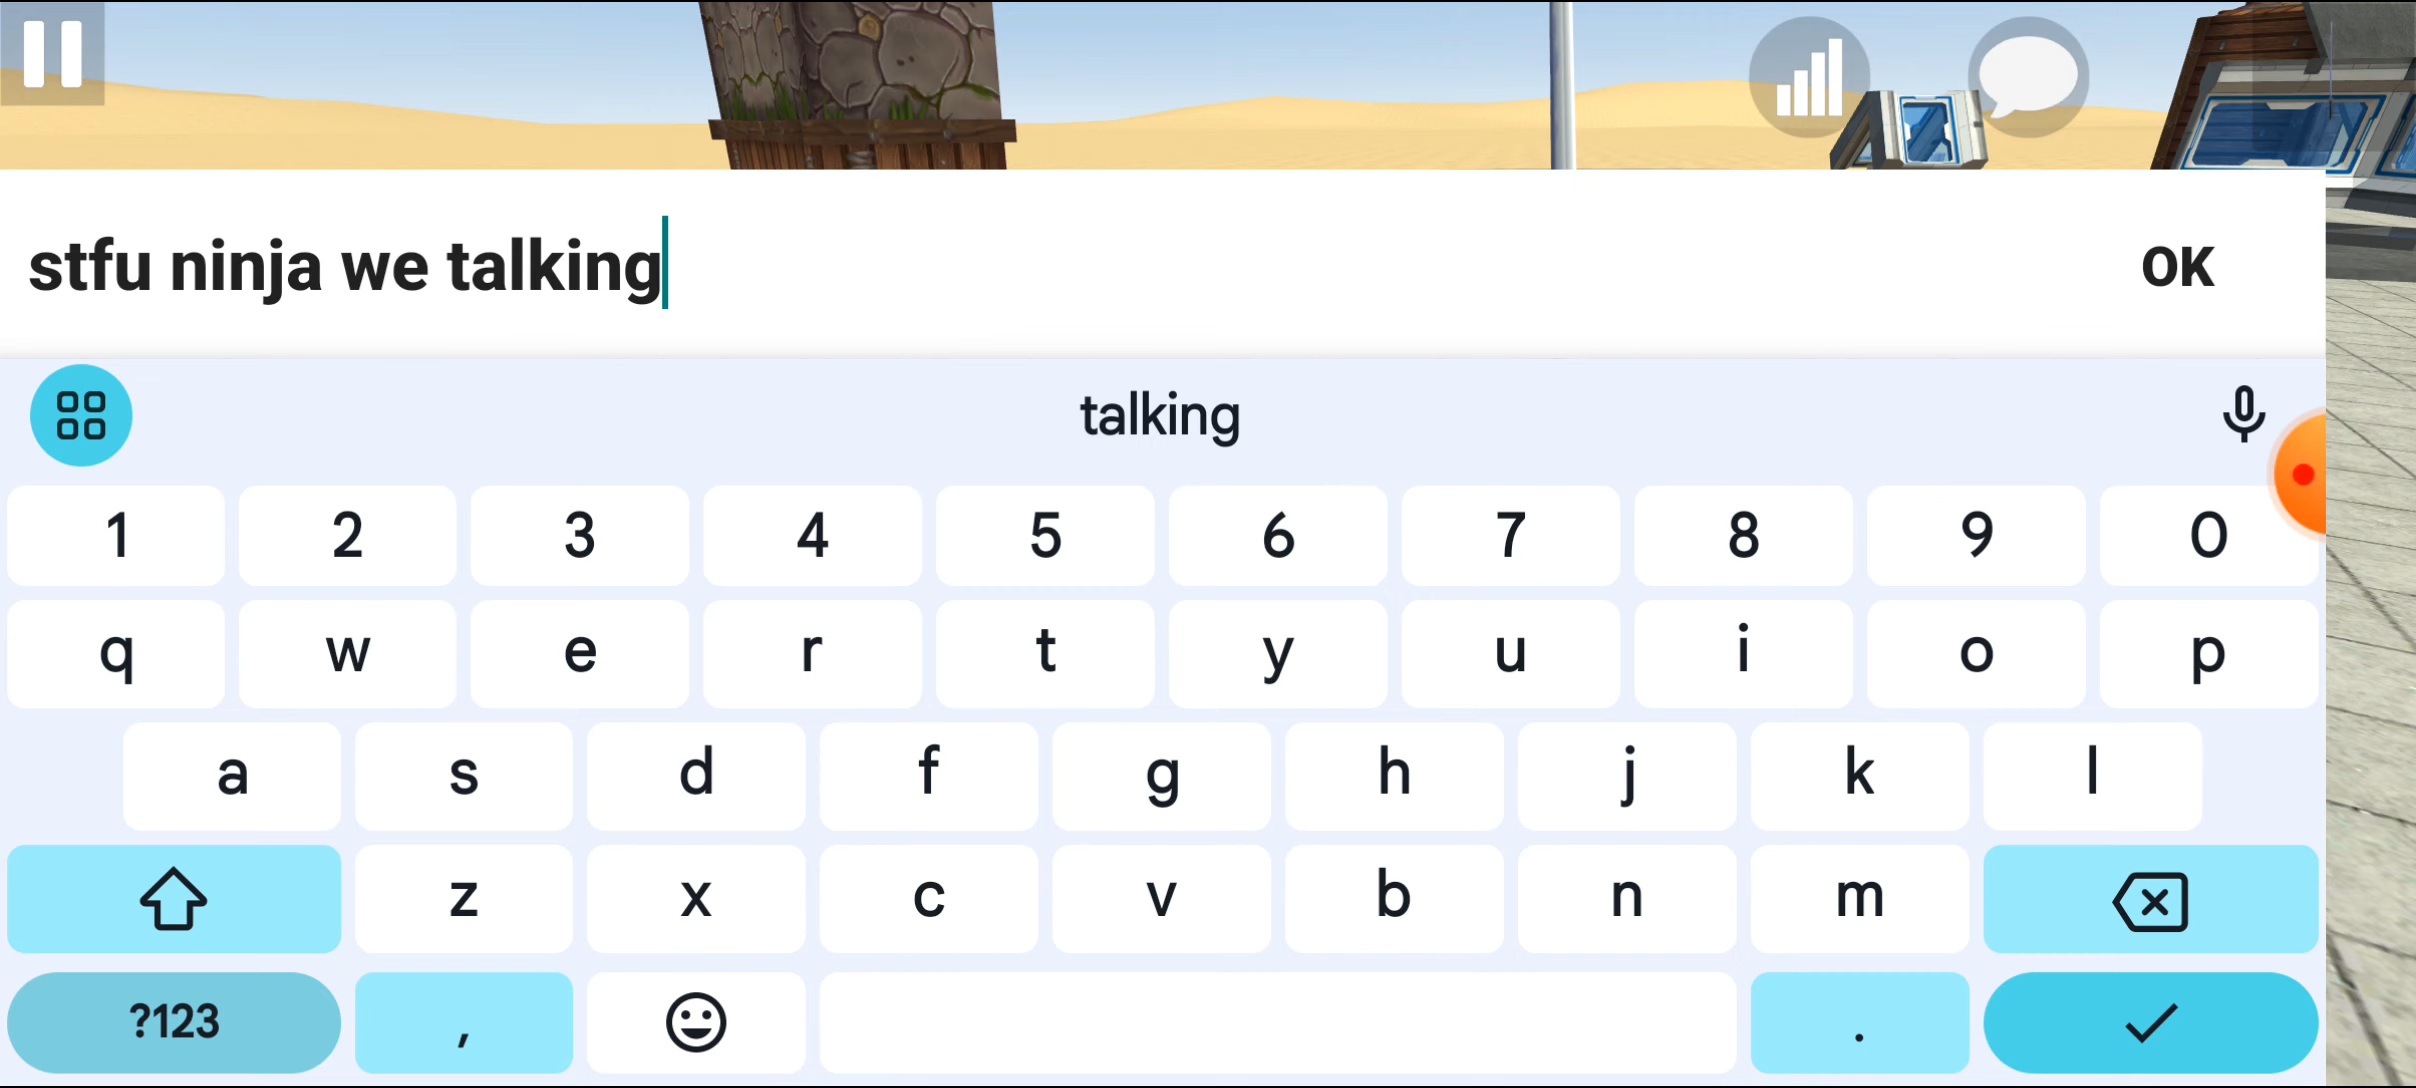 stfu ninja we talking
OK
talking
1 2 3 4 5 6 7 8 9 0
q w e r t y u i o p
a s d f g h j k l
z x c v b n m
?123 , .